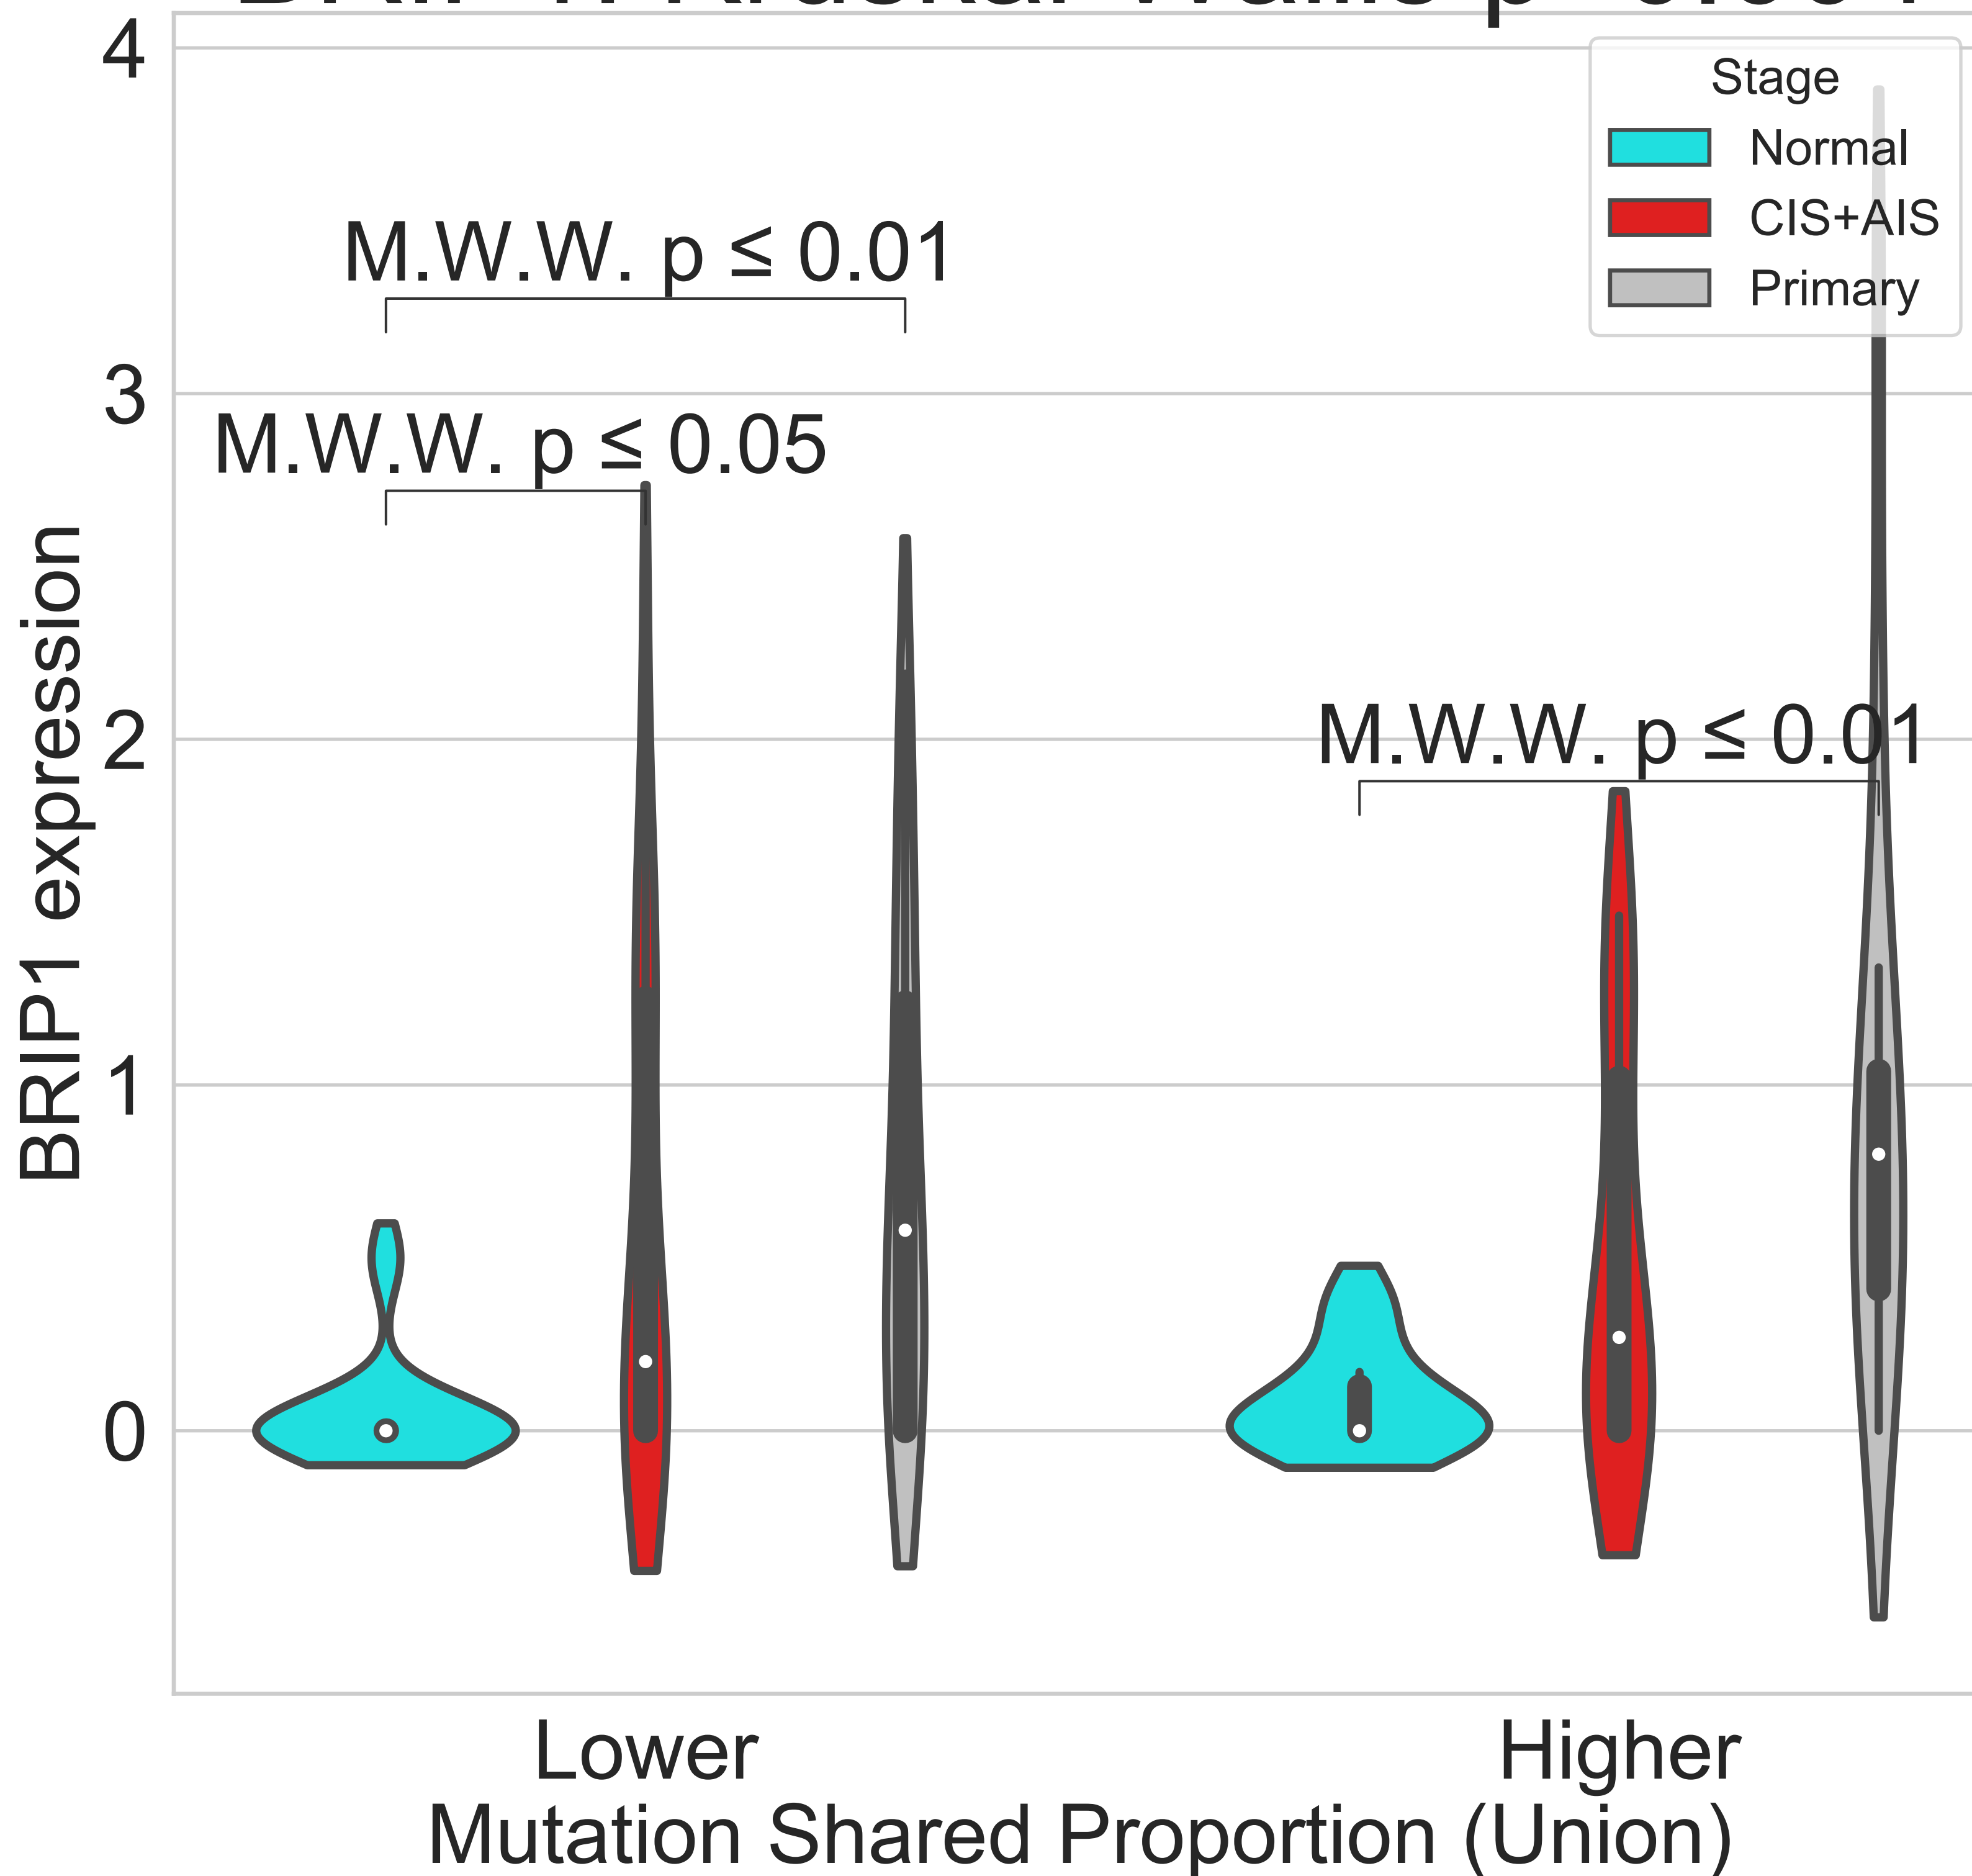 4
Stage
Normal
CIS+AIS
Primary
M.W.W. p ≤ 0.01
3
M.W.W. p ≤ 0.05
BRIP1 expression
2
M.W.W. p ≤ 0.01
1
0
Lower
Higher
Mutation Shared Proportion (Union)